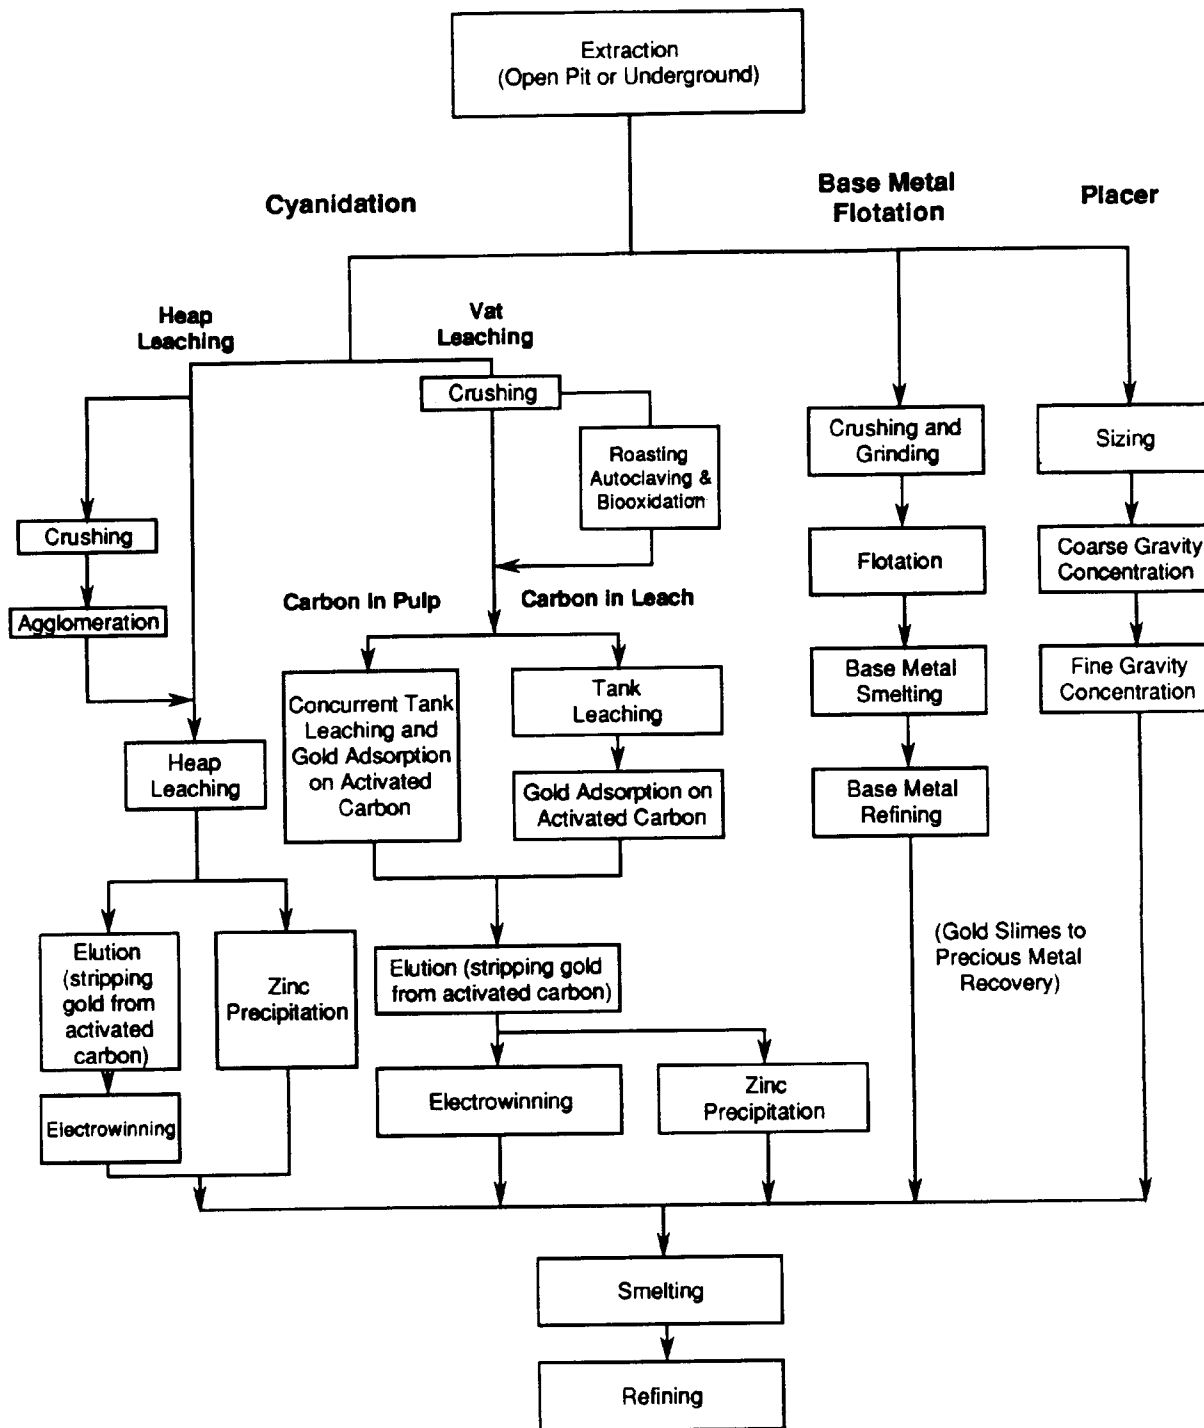 Extraction
(Open Pit or Underground)
Cyanidation
Base Metal
Flotation
Placer
Heap
Leaching
Vat
Leaching
Crushing
Roasting
Autoclaving &
Biooxidation
Crushing and
Grinding
Sizing
Crushing
Agglomeration
Flotation
Coarse Gravity
Concentration
Carbon in Pulp
Carbon in Leach
Concurrent Tank
Leaching and
Gold Adsorption
on Activated
Carbon
Tank
Leaching
Base Metal
Smelting
Fine Gravity
Concentration
Heap
Leaching
Gold Adsorption on
Activated Carbon
Base Metal
Refining
Elution
(stripping
gold from
activated
carbon)
Zinc
Precipitation
Elution (stripping gold
from activated carbon)
(Gold Slimes to
Precious Metal
Recovery)
Electrowinning
Electrowinning
Zinc
Precipitation
Smelting
Refining